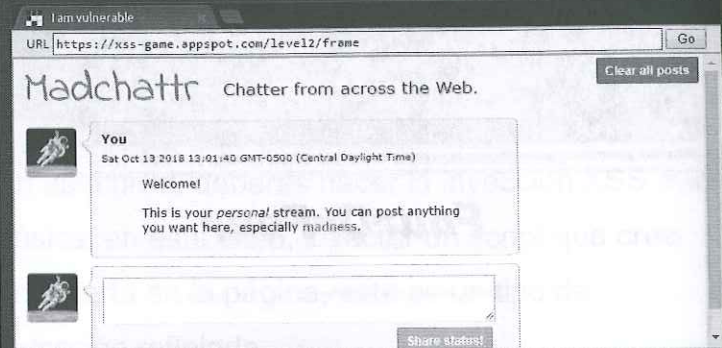 I am vulnerable
URL https://xss-game.appspot.com/level2/frame Go
Madchattr Chatter from across the Web. Clear all posts
You
Sat Oct 13 2018 13:01:40 GMT-0500 (Central Daylight Time)
Welcome!
This is your personal stream. You can post anything
you want here, especially madness.
Share status!